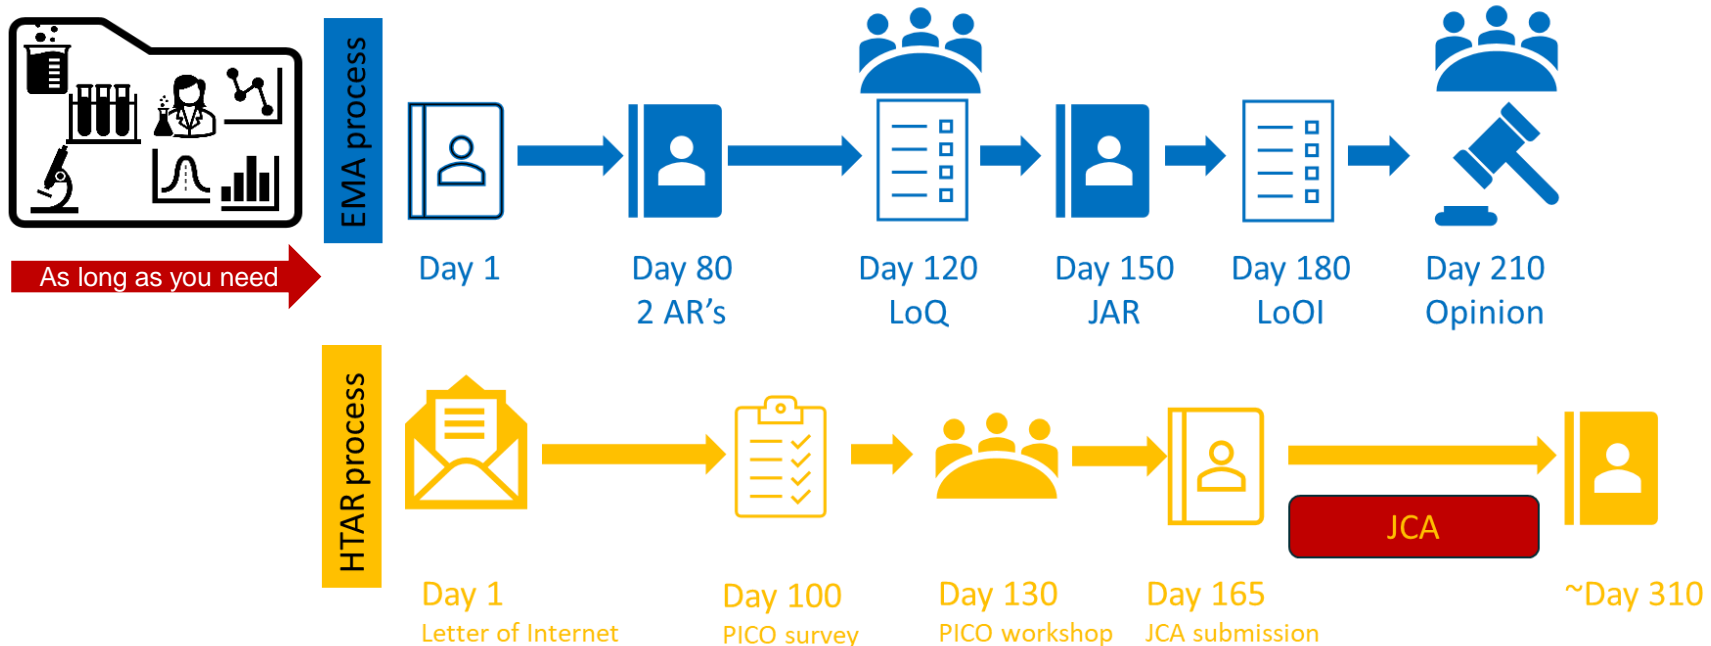 EMA process
As long as you need
Day 1
Day 80
2 AR's
Day 120
LoQ
Day 150
JAR
Day 180
LoOI
Day 210
Opinion
HTAR process
JCA
Day 1
Letter of Internet
Day 100
PICO survey
Day 130
PICO workshop
Day 165
JCA submission
~Day 310